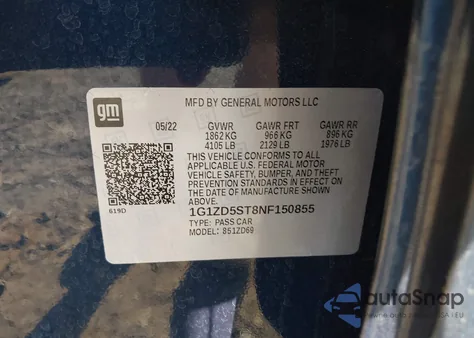 MFD BY GENERAL MOTORS LLC
gm
05/22 GVWR GAWR FRT GAWR RR
1862 KG 966 KG 896 KG
4105 LB 2129 LB 1976 LB
THIS VEHICLE CONFORMS TO ALL
APPLICABLE U.S. FEDERAL MOTOR
VEHICLE SAFETY, BUMPER, AND THEFT
PREVENTION STANDARDS IN EFFECT ON
THE DATE OF MANUFACTURE SHOWN
ABOVE.
619D
1G1ZD5ST8NF150855
TYPE: PASS CAR
MODEL: 851ZD69
autoSnap